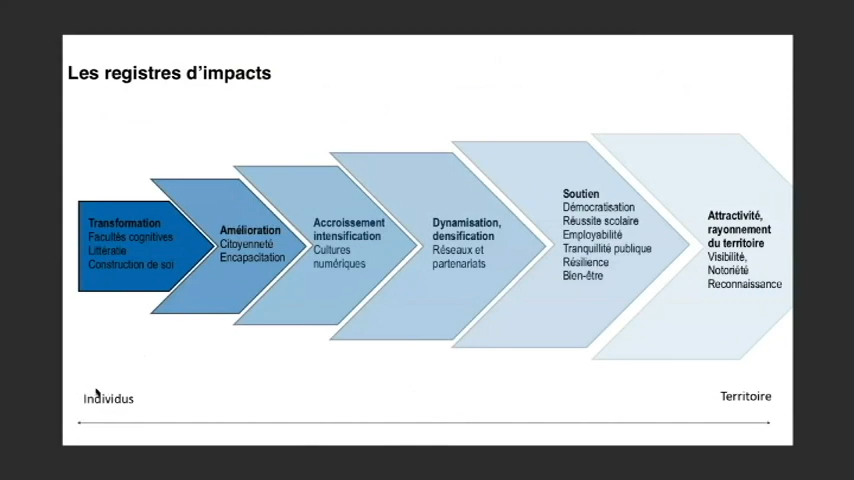 Les registres d'impacts
Transformation
Facultés cognitives
Littératie
Construction de soi
Amélioration
Citoyenneté
Encapacitation
Accroissement
intensification
Cultures
numériques
Dynamisation,
densification
Réseaux et
partenariats
Soutien
Démocratisation
Réussite scolaire
Employabilité
Tranquillité publique
Résilience
Bien-être
Attractivité,
rayonnement
du territoire
Visibilité,
Notoriété
Reconnaissance
Individus
Territoire